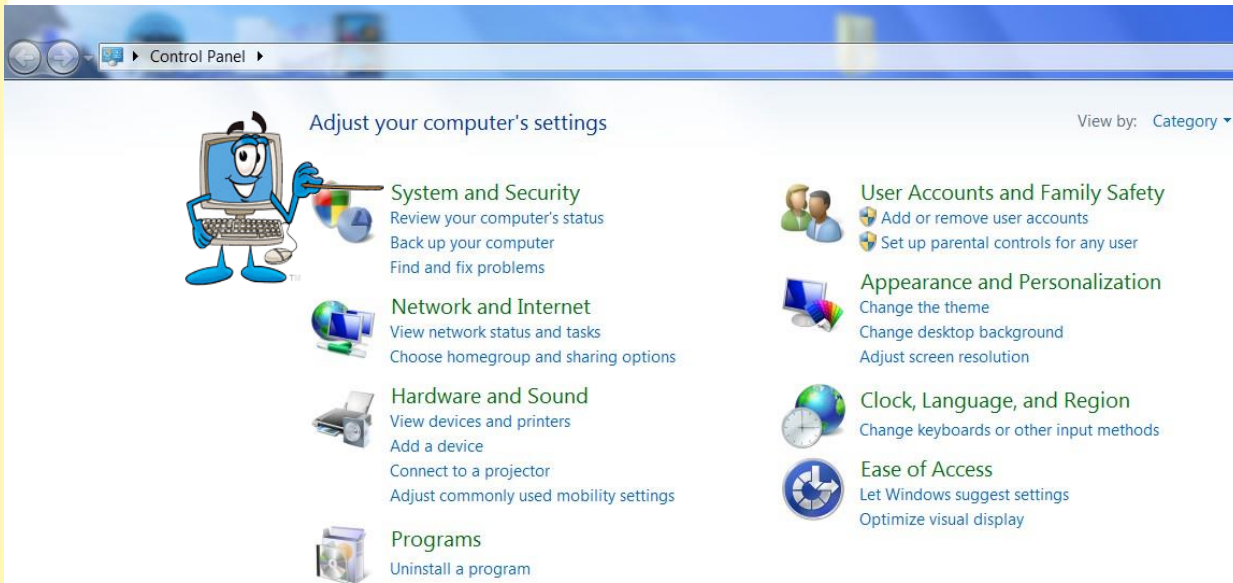 Control Panel
Adjust your computer's settings
View by: Category
System and Security
Review your computer's status
Back up your computer
Find and fix problems
Network and Internet
View network status and tasks
Choose homegroup and sharing options
Hardware and Sound
View devices and printers
Add a device
Connect to a projector
Adjust commonly used mobility settings
Programs
Uninstall a program
User Accounts and Family Safety
Add or remove user accounts
Set up parental controls for any user
Appearance and Personalization
Change the theme
Change desktop background
Adjust screen resolution
Clock, Language, and Region
Change keyboards or other input methods
Ease of Access
Let Windows suggest settings
Optimize visual display
TM